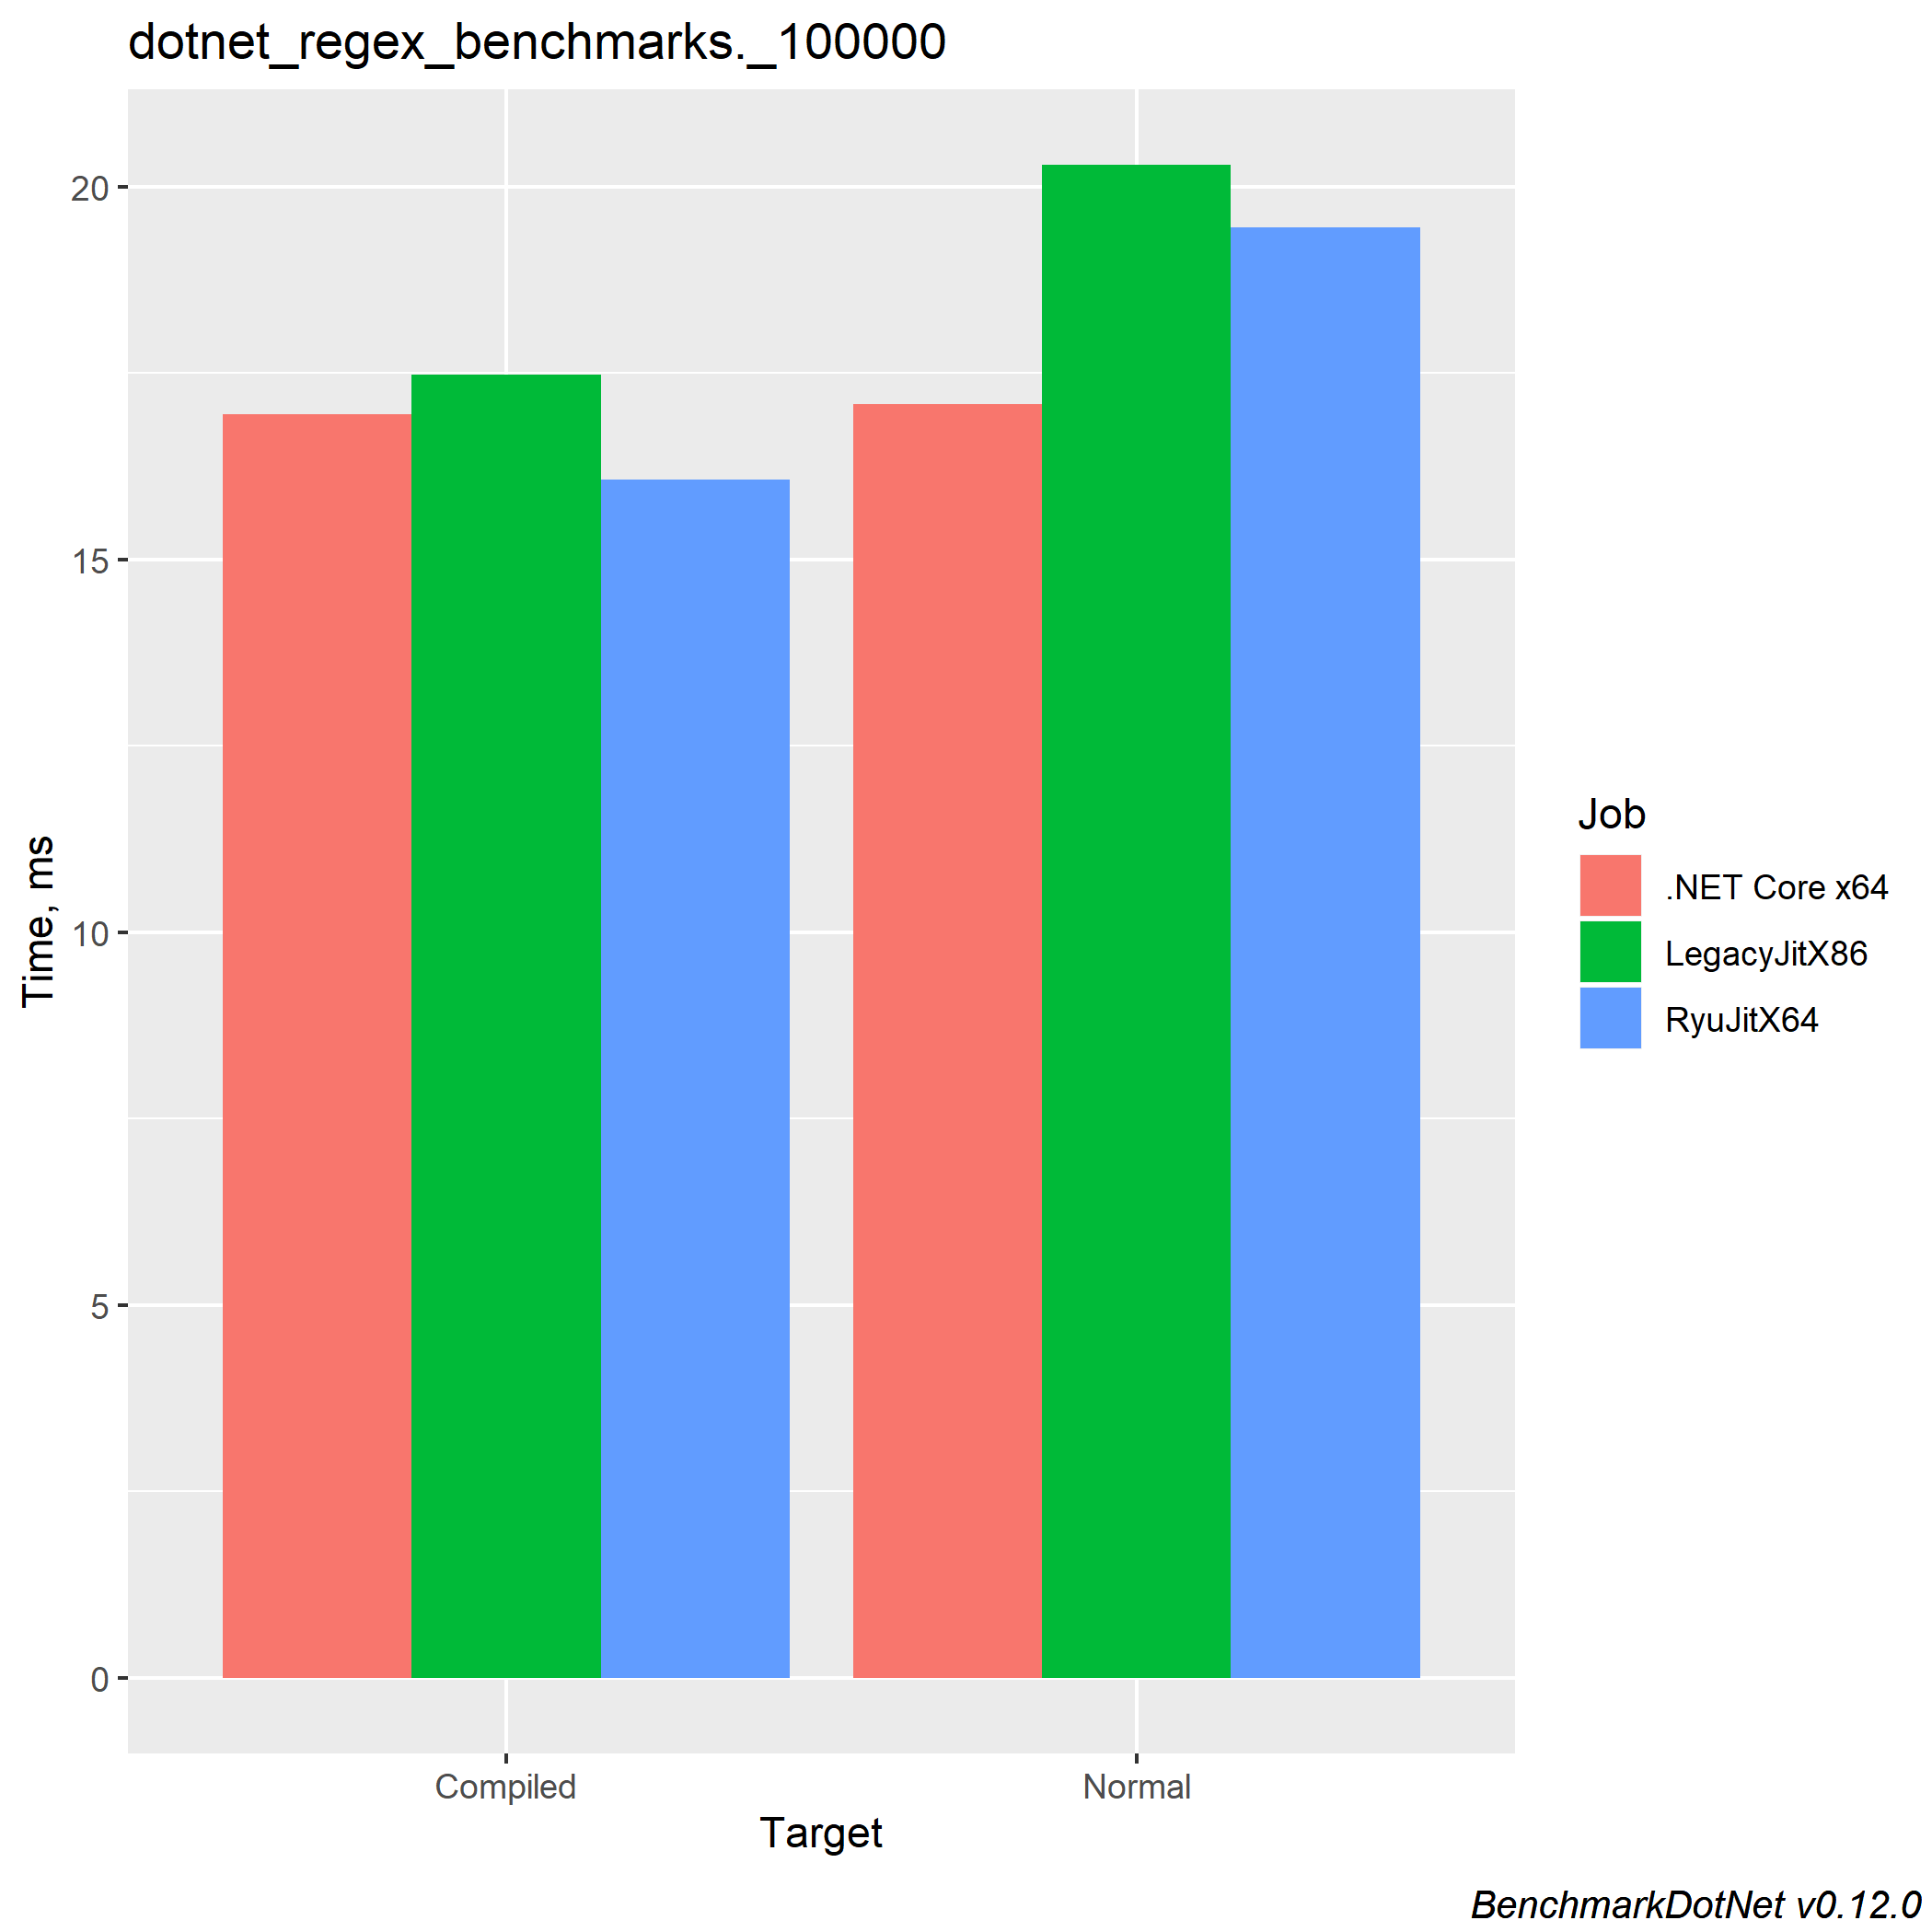 dotnet_regex_benchmarks._100000
Time, ms
20
15
10
5
0
Compiled
Normal
Target
Job
.NET Core x64
LegacyJitX86
RyuJitX64
BenchmarkDotNet v0.12.0